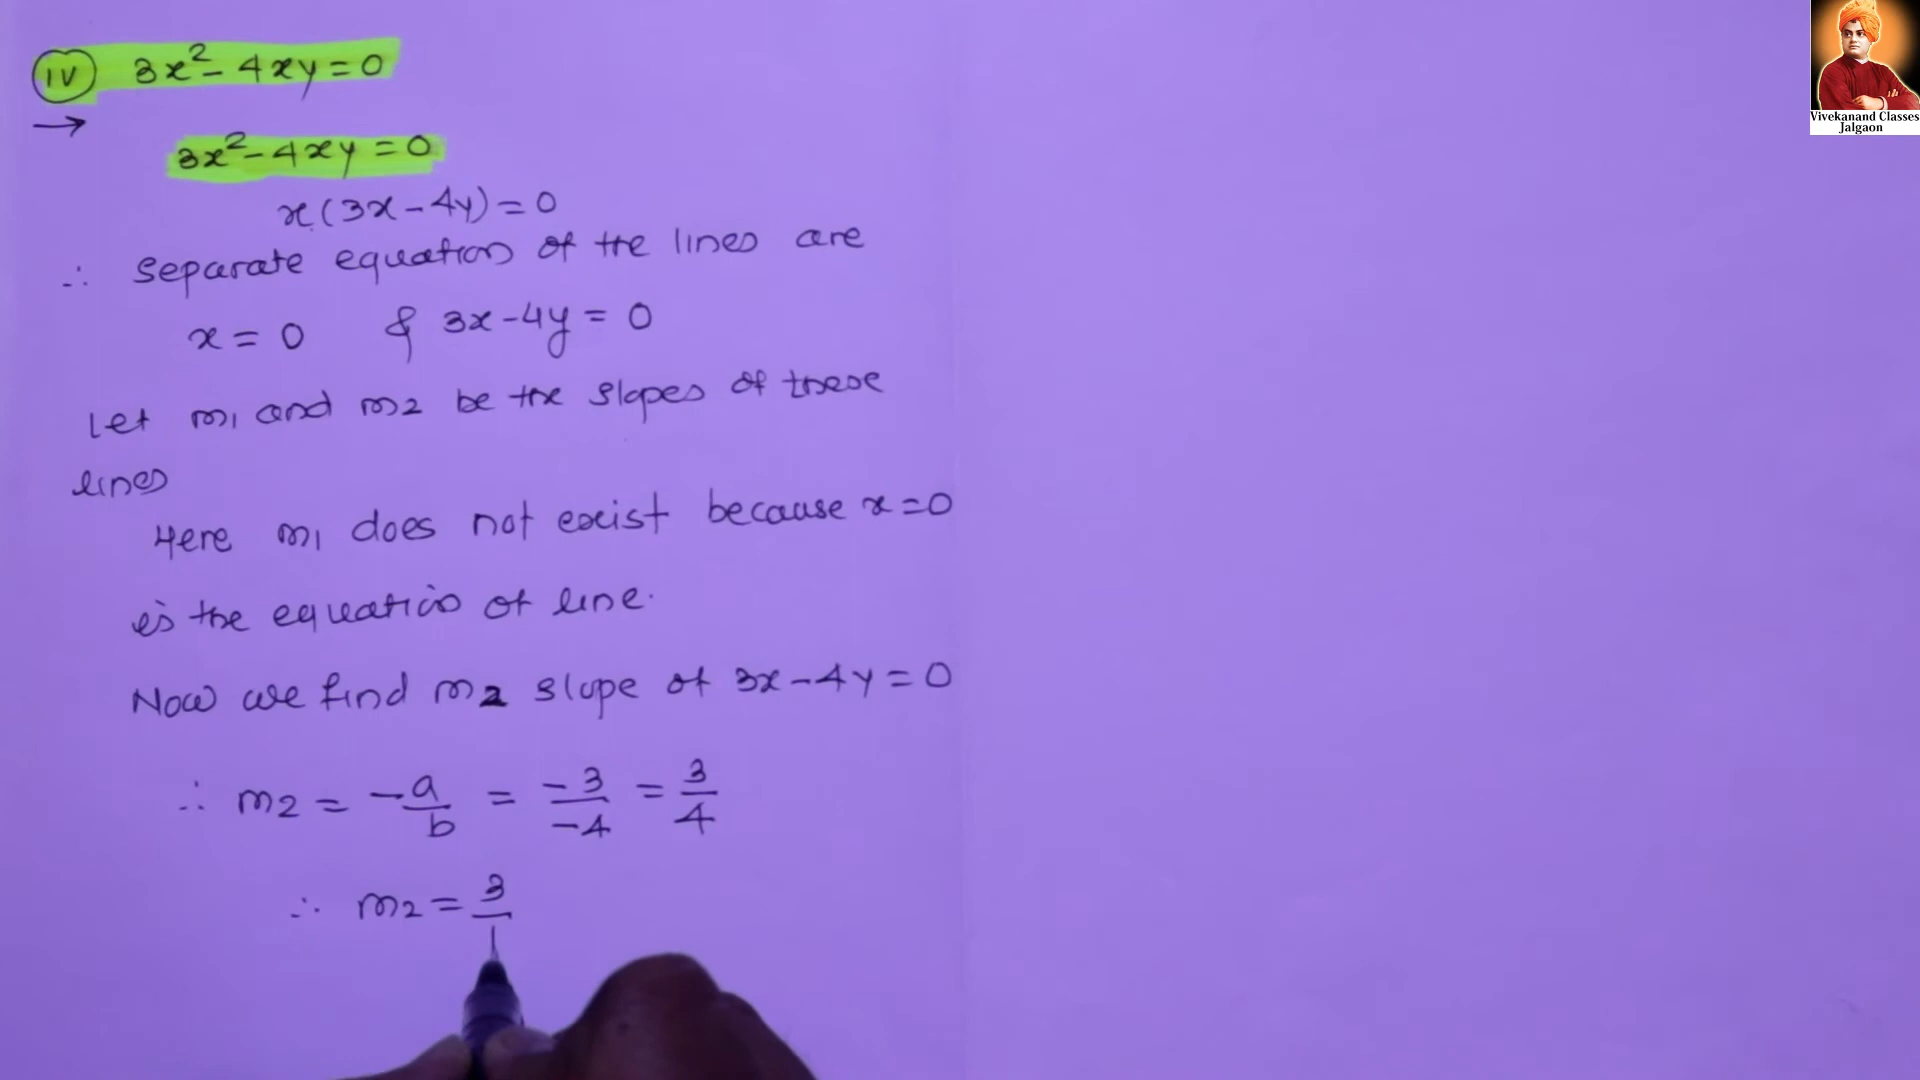 iv 3x² - 4xy = 0
→
3x² - 4xy = 0
x(3x - 4y) = 0
∴ Separate equation of the lines are
x = 0 & 3x - 4y = 0
Let m1 and m2 be the slopes of these
lines
Here m1 does not exist because x = 0
is the equation of line.
Now we find m2 slope of 3x - 4y = 0
∴ m2 = -a/b = -3/-4 = 3/4
∴ m2 = 3/
Vivekanand Classes
Jalgaon